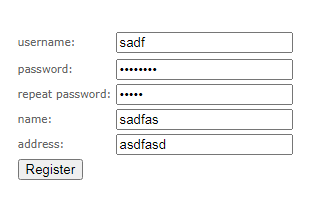 username: sadf
password: ••••••••
repeat password: •••••
name: sadfas
address: asdfasd
Register